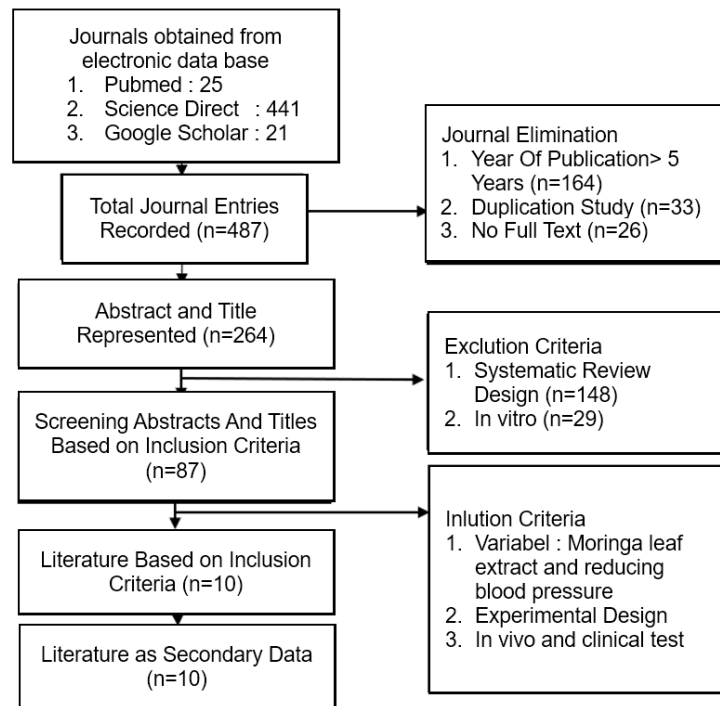 Journals obtained from
electronic data base
1. Pubmed : 25
2. Science Direct : 441
3. Google Scholar : 21
Total Journal Entries
Recorded (n=487)
Journal Elimination
1. Year Of Publication> 5
Years (n=164)
2. Duplication Study (n=33)
3. No Full Text (n=26)
Abstract and Title
Represented (n=264)
Exclution Criteria
1. Systematic Review
Design (n=148)
2. In vitro (n=29)
Screening Abstracts And Titles
Based on Inclusion Criteria
(n=87)
Inlution Criteria
1. Variabel : Moringa leaf
extract and reducing
blood pressure
2. Experimental Design
3. In vivo and clinical test
Literature Based on Inclusion
Criteria (n=10)
Literature as Secondary Data
(n=10)